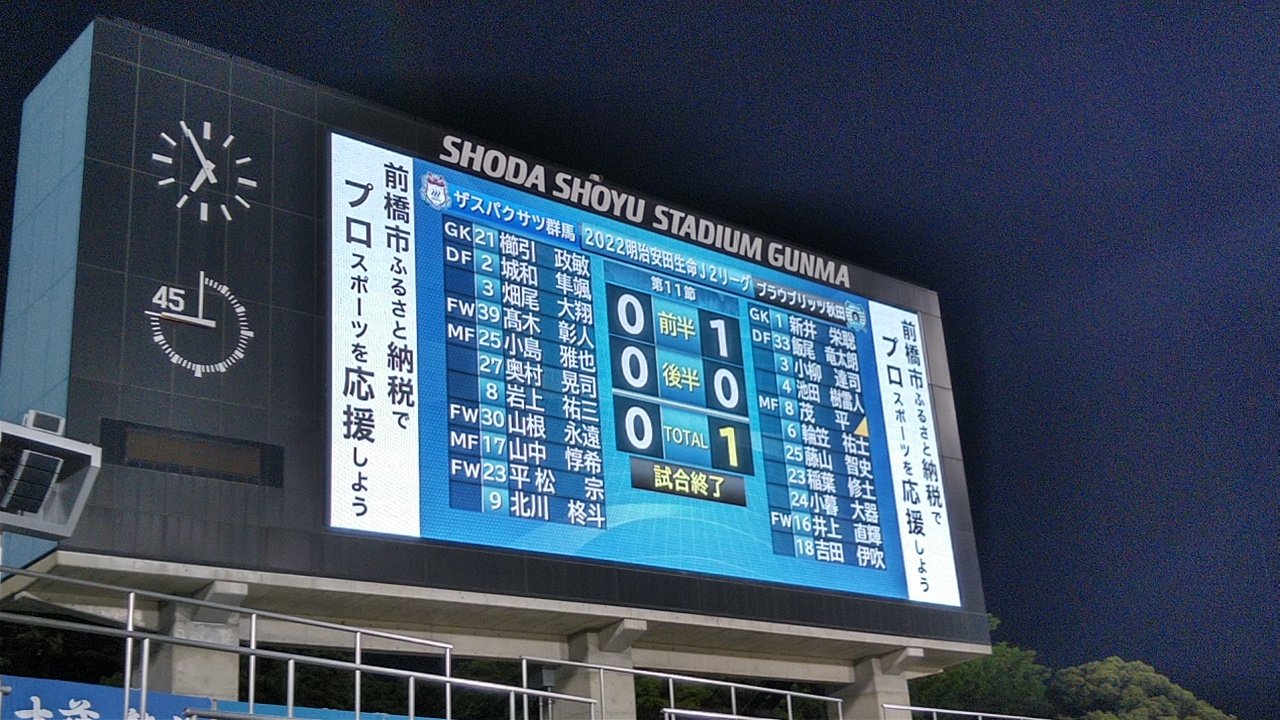 SHODA SHOYU STADIUM GUNMA
45
前橋市ふるさと納税で
プロスポーツを応援しよう
ザスパクサツ群馬
2022明治安田生命J2リーグ
ブラウブリッツ秋田
第11節
GK 21 櫛引 政敏
DF 2 城和 隼颯
3 畑尾 大翔
FW 39 髙木 彰人
MF 25 小島 雅也
27 奥村 晃司
8 岩上 祐三
FW 30 山根 永遠
MF 17 山中 惇希
FW 23 平松 宗
9 北川 柊斗
0 前半 1
0 後半 0
0 TOTAL 1
試合終了
GK 1 新井 栄聡
DF 33 飯尾 竜太朗
3 小柳 達司
4 池田 樹雷人
MF 8 茂 平
6 輪笠 祐士
25 藤山 智史
23 稲葉 修土
24 小暮 大器
FW 16 井上 直輝
18 吉田 伊吹
前橋市ふるさと納税で
プロスポーツを応援しよう